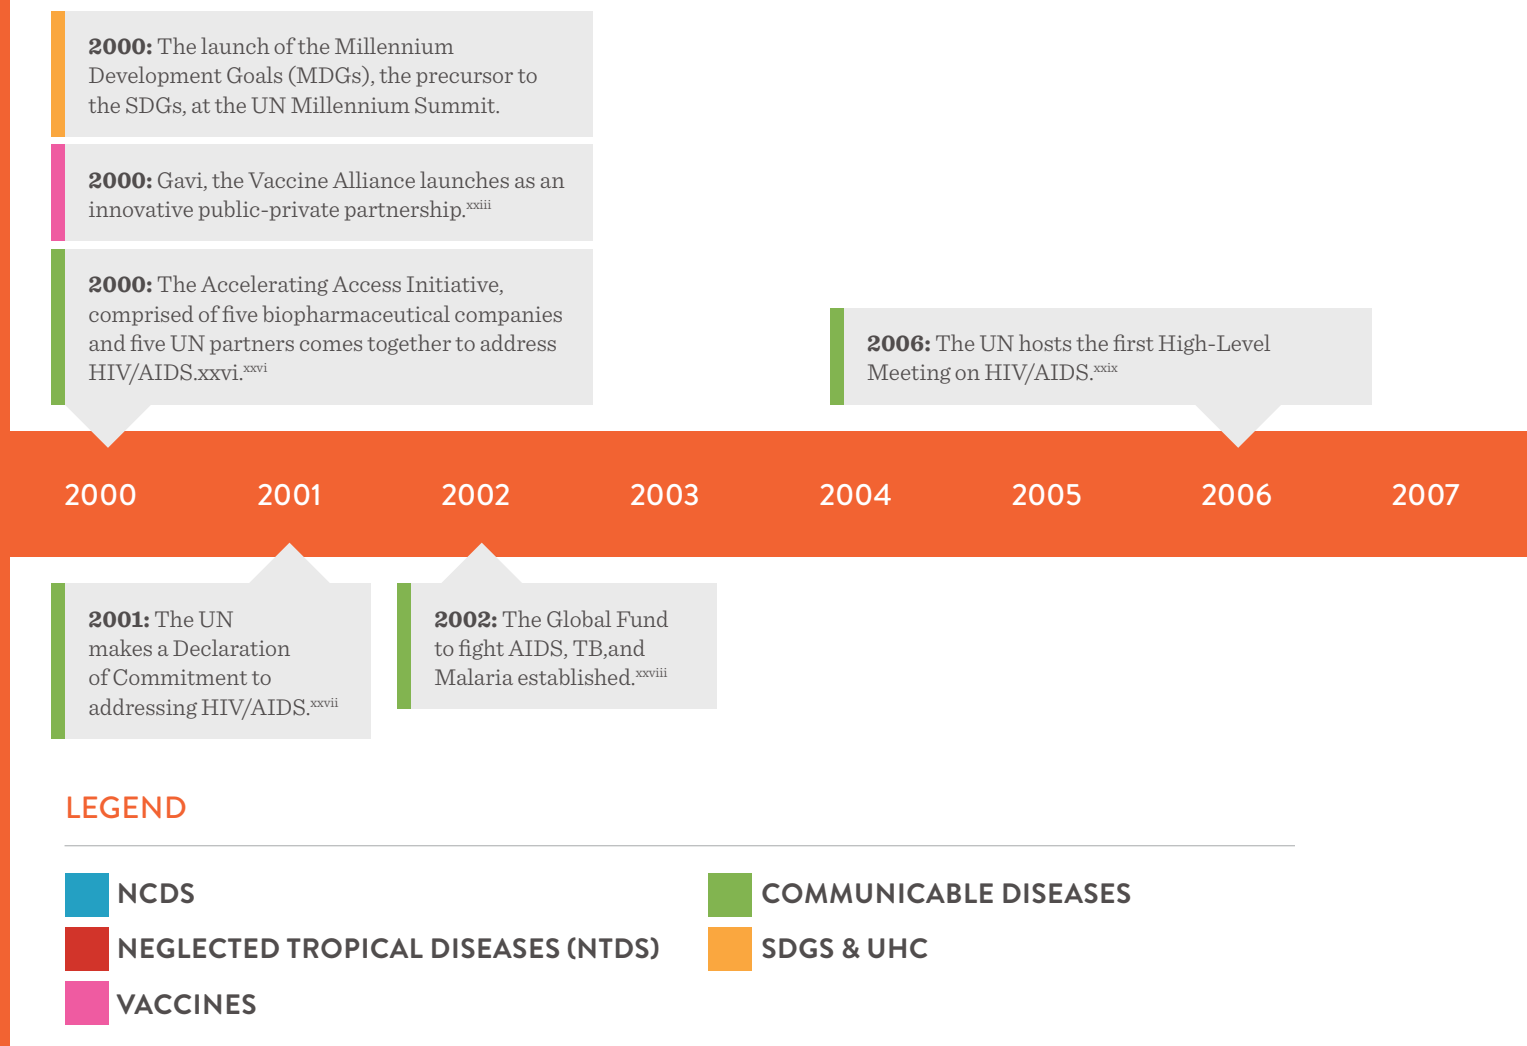 2000: The launch of the Millennium
Development Goals (MDGs), the precursor to
the SDGs, at the UN Millennium Summit.
2000: Gavi, the Vaccine Alliance launches as an
innovative public-private partnership.xxiii
2000: The Accelerating Access Initiative,
comprised of five biopharmaceutical companies
and five UN partners comes together to address
HIV/AIDS.xxvi.xxvi
2006: The UN hosts the first High-Level
Meeting on HIV/AIDS.xxix
2000 2001 2002 2003 2004 2005 2006 2007
2001: The UN
makes a Declaration
of Commitment to
addressing HIV/AIDS.xxvii
2002: The Global Fund
to fight AIDS, TB,and
Malaria established.xxviii
LEGEND
NCDS
NEGLECTED TROPICAL DISEASES (NTDS)
VACCINES
COMMUNICABLE DISEASES
SDGS & UHC